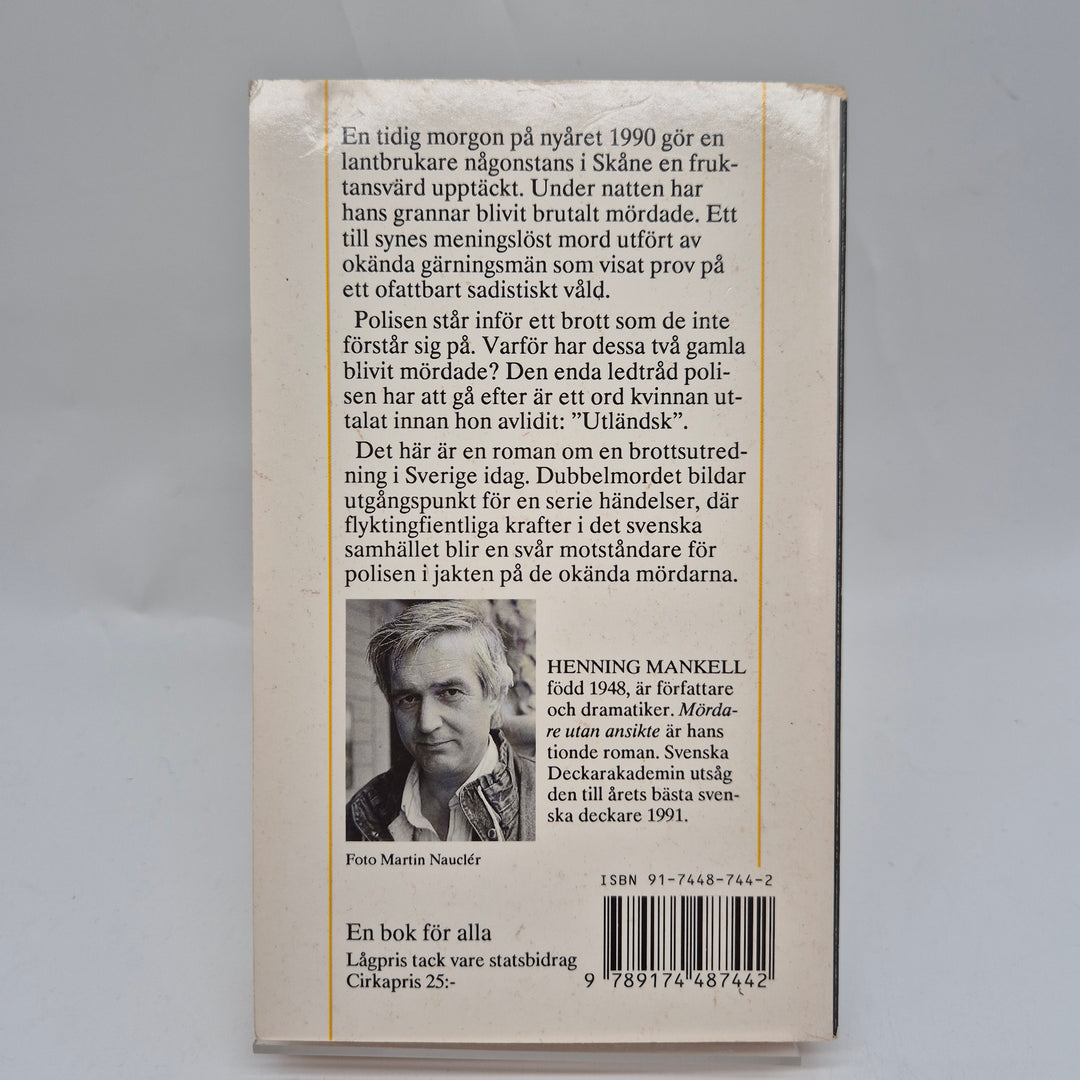 En tidig morgon på nyåret 1990 gör en
lantbrukare någonstans i Skåne en fruk-
tansvärd upptäckt. Under natten har
hans grannar blivit brutalt mördade. Ett
till synes meningslöst mord utfört av
okända gärningsmän som visat prov på
ett ofattbart sadistiskt våld.
Polisen står inför ett brott som de inte
förstår sig på. Varför har dessa två gamla
blivit mördade? Den enda ledtråd poli-
sen har att gå efter är ett ord kvinnan ut-
talat innan hon avlidit: ”Utländsk”.
Det här är en roman om en brottsutred-
ning i Sverige idag. Dubbelmordet bildar
utgångspunkt för en serie händelser, där
flyktingfientliga krafter i det svenska
samhället blir en svår motståndare för
polisen i jakten på de okända mördarna.
HENNING MANKELL
född 1948, är författare
och dramatiker. Mörda-
re utan ansikte är hans
tionde roman. Svenska
Deckarakademin utsåg
den till årets bästa sven-
ska deckare 1991.
Foto Martin Nauclér
ISBN 91-7448-744-2
En bok för alla
Lågpris tack vare statsbidrag
Cirkapris 25:-
9 789174 487442